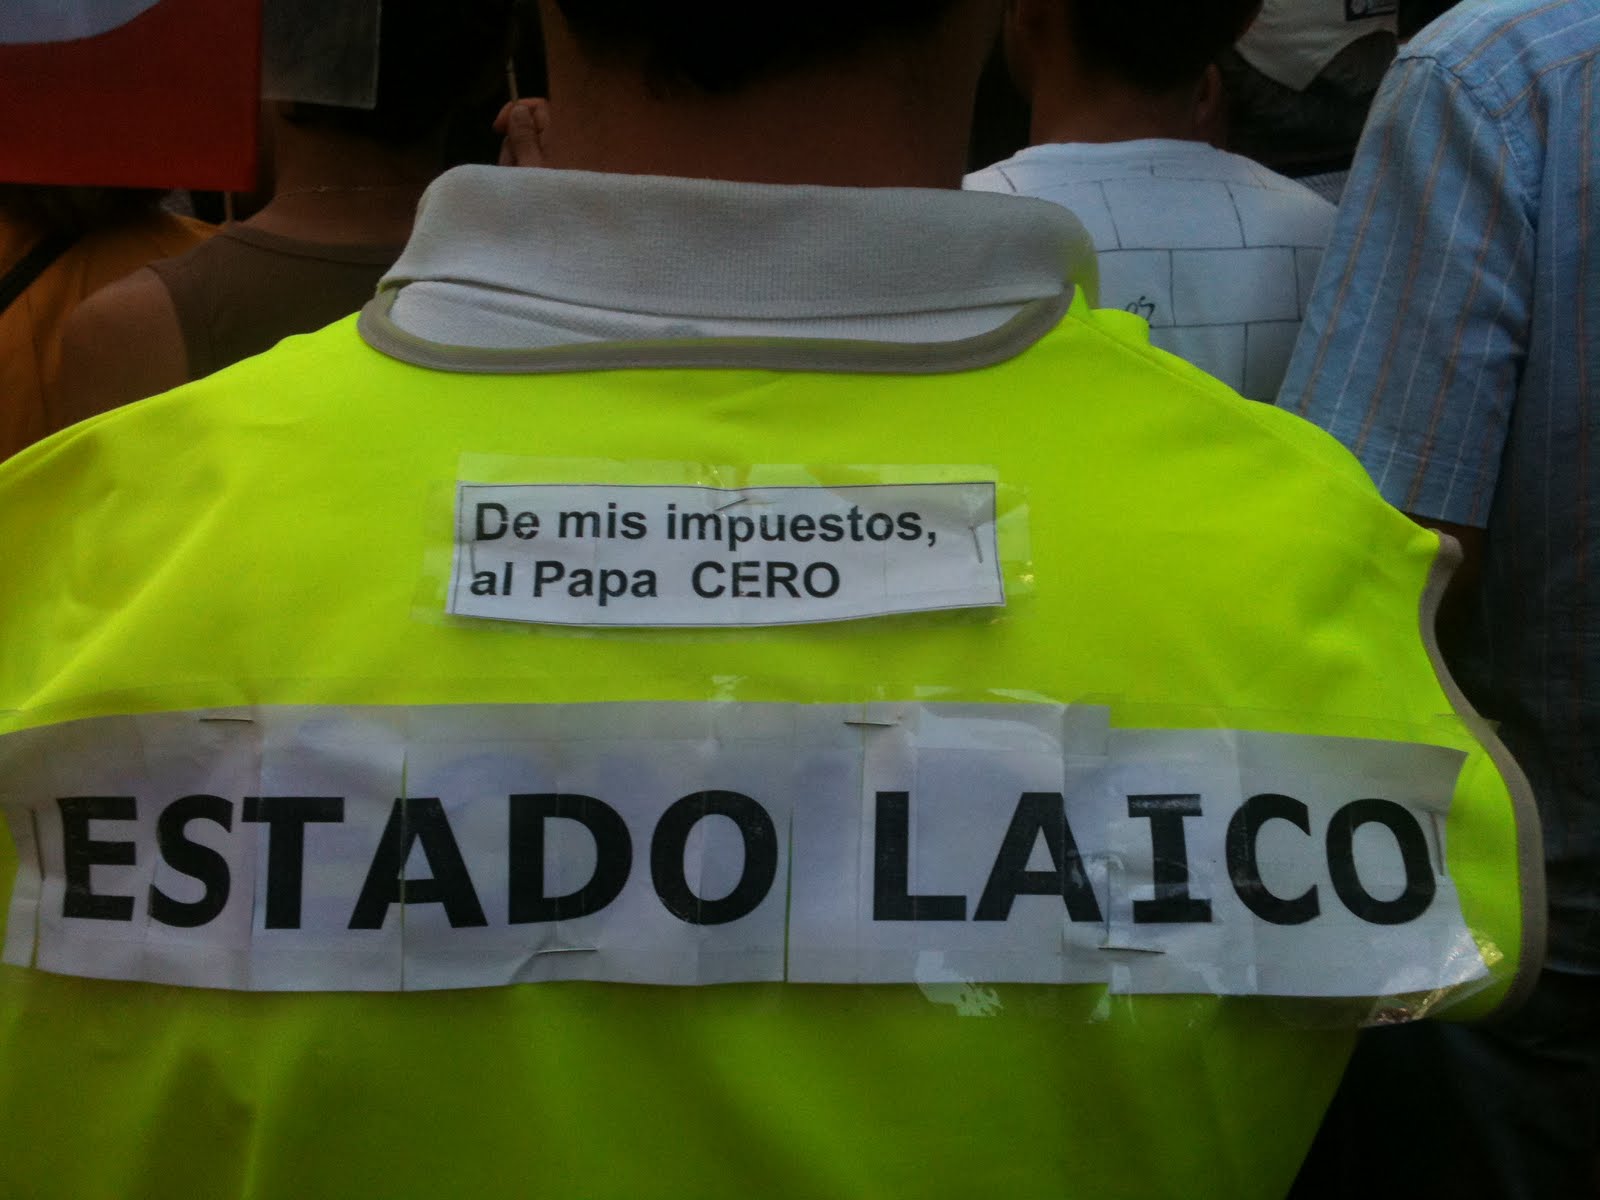 De mis impuestos,
al Papa CERO
ESTADO LAICO